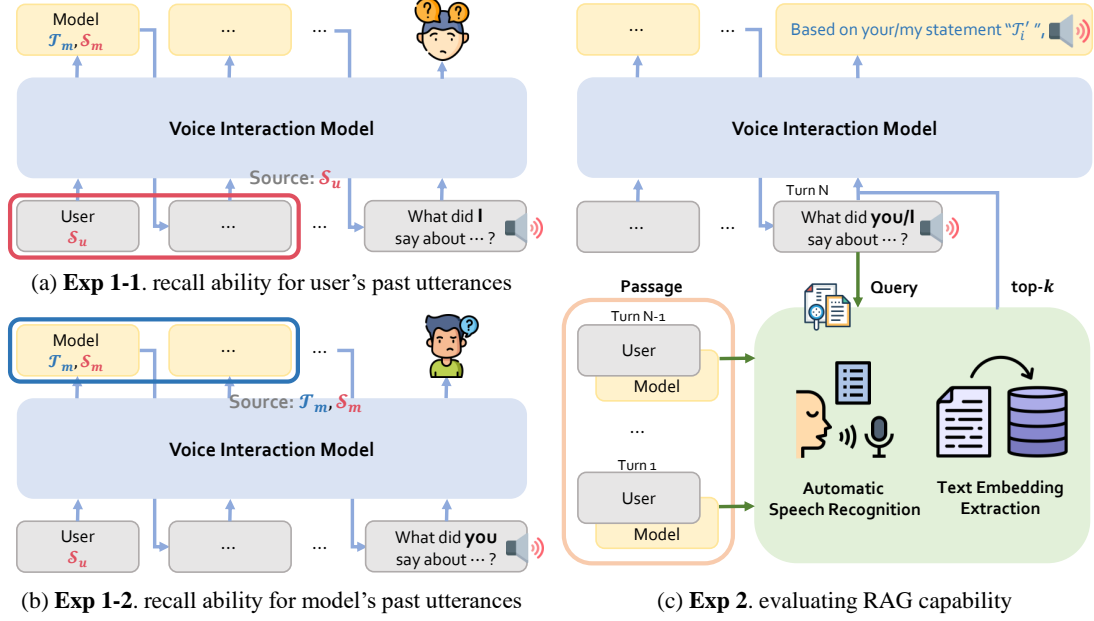 Model
𝒯m, 𝒮m
...
...
Voice Interaction Model
Source: 𝒮u
User
𝒮u
...
...
What did I
say about ... ?
(a) Exp 1-1. recall ability for user's past utterances
Model
𝒯m, 𝒮m
...
...
Source: 𝒯m, 𝒮m
Voice Interaction Model
User
𝒮u
...
...
What did you
say about ... ?
(b) Exp 1-2. recall ability for model's past utterances
...
...
Based on your/my statement "𝒯i′ ",
Voice Interaction Model
Turn N
...
...
What did you/I
say about ... ?
Passage
Query
top-k
Turn N-1
User
Model
...
Turn 1
User
Model
Automatic
Speech Recognition
Text Embedding
Extraction
(c) Exp 2. evaluating RAG capability